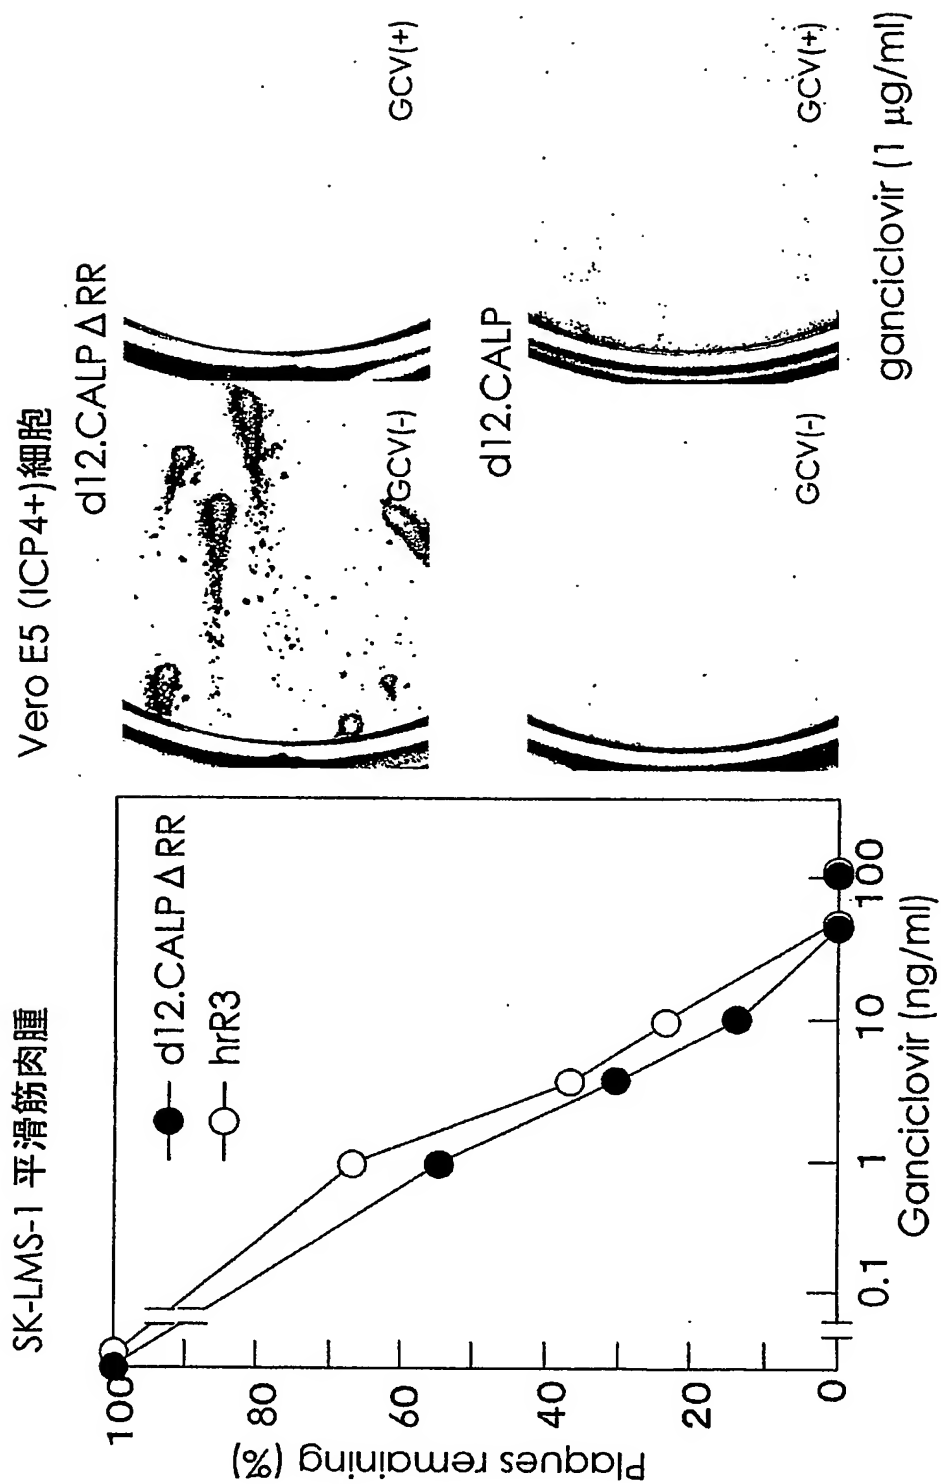 SK-LMS-1 平滑筋肉腫
d12.CALPΔRR
hrR3
Plaques remaining (%)
100
80
60
40
20
0
0.1
1
10
100
Ganciclovir (ng/ml)
Vero E5 (ICP4+)細胞
d12.CALPΔRR
GCV(-)
GCV(+)
d12.CALP
GCV(-)
GCV(+)
ganciclovir (1 μg/ml)